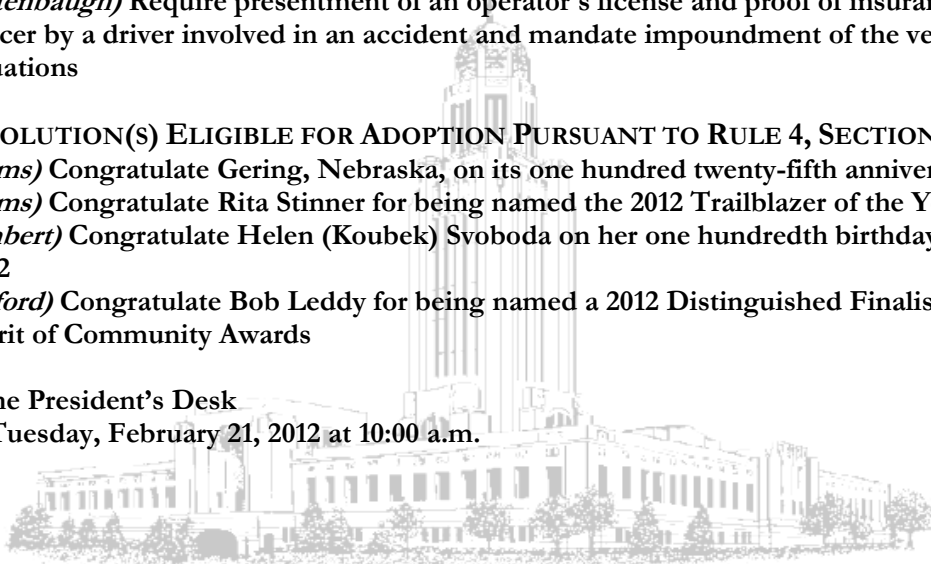 tenbaugh) Require presentment of an operator's license and proof of insuran
cer by a driver involved in an accident and mandate impoundment of the ve
uations
OLUTION(S) ELIGIBLE FOR ADOPTION PURSUANT TO RULE 4, SECTION
ms) Congratulate Gering, Nebraska, on its one hundred twenty-fifth anniver
ms) Congratulate Rita Stinner for being named the 2012 Trailblazer of the Y
bert) Congratulate Helen (Koubek) Svoboda on her one hundredth birthday
2
ford) Congratulate Bob Leddy for being named a 2012 Distinguished Finalis
rit of Community Awards
he President's Desk
Tuesday, February 21, 2012 at 10:00 a.m.